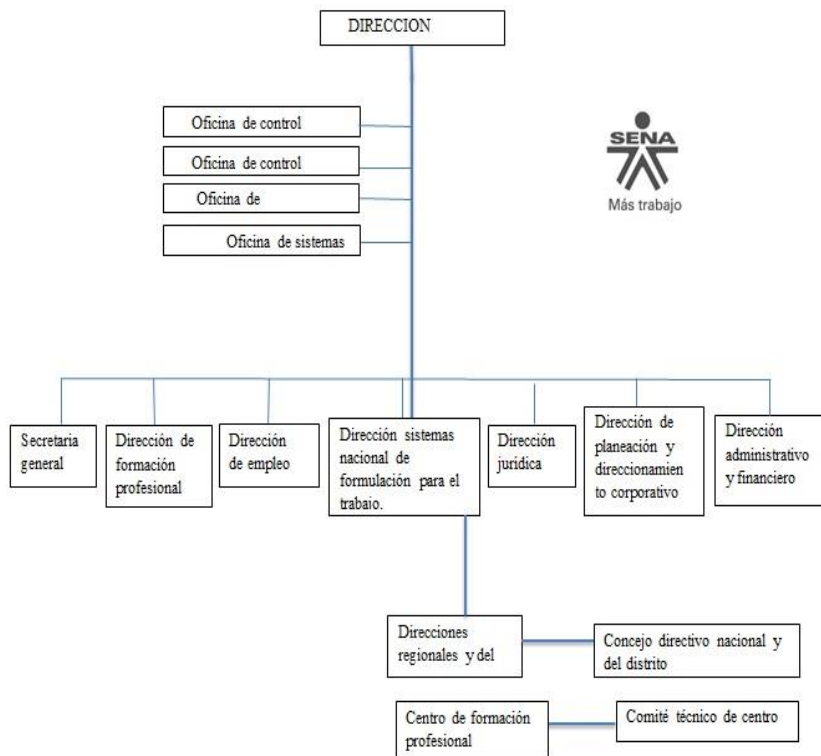 DIRECCION
Oficina de control
Oficina de control
Oficina de
Oficina de sistemas
SENA
Más trabajo
Secretaria
general
Dirección de
formación
profesional
Dirección
de empleo
Dirección sistemas
nacional de
formulación para el
trabajo.
Dirección
jurídica
Dirección de
planeación y
direccionamien
to corporativo
Dirección
administrativo
y financiero
Direcciones
regionales y del
Concejo directivo nacional y
del distrito
Centro de formación
profesional
Comité técnico de centro